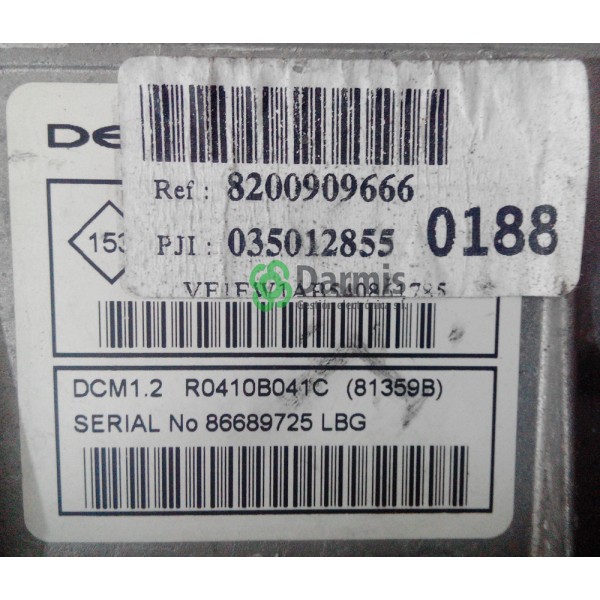 DE
Ref : 8200909666
PJI : 035012855 0188
153
Darmis
DCM1.2 R0410B041C (81359B)
SERIAL No 86689725 LBG